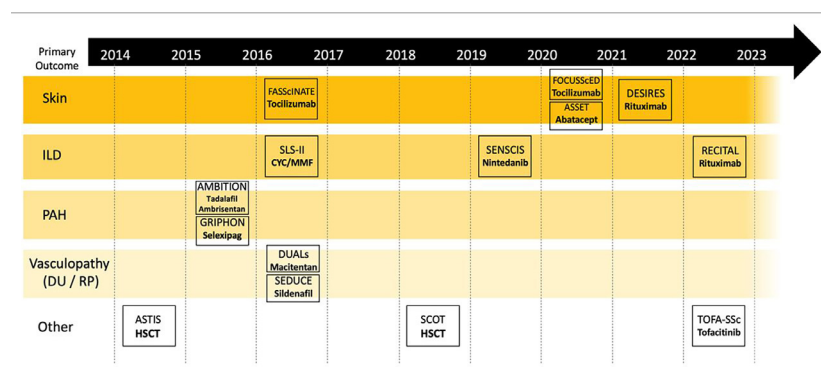 Primary
Outcome
2014 2015 2016 2017 2018 2019 2020 2021 2022 2023
Skin
FASScINATE
Tocilizumab
FOCUSScED
Tocilizumab
ASSET
Abatacept
DESIRES
Rituximab
ILD
SLS-II
CYC/MMF
SENSCIS
Nintedanib
RECITAL
Rituximab
PAH
AMBITION
Tadalafil
Ambrisentan
GRIPHON
Selexipag
Vasculopathy
(DU / RP)
DUALs
Macitentan
SEDUCE
Sildenafil
Other
ASTIS
HSCT
SCOT
HSCT
TOFA-SSc
Tofacitinib